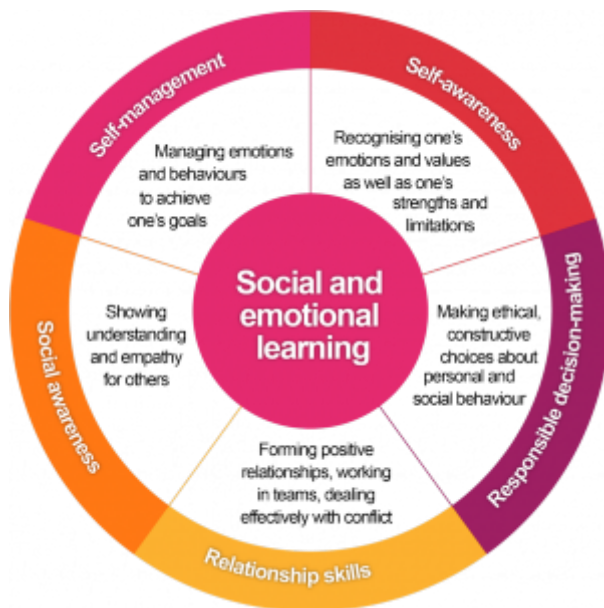 Social and
emotional
learning
Self-awareness
Recognising one's
emotions and values
as well as one's
strengths and
limitations
Responsible decision-making
Making ethical,
constructive
choices about
personal and
social behaviour
Relationship skills
Forming positive
relationships, working
in teams, dealing
effectively with conflict
Social awareness
Showing
understanding
and empathy
for others
Self-management
Managing emotions
and behaviours
to achieve
one's goals